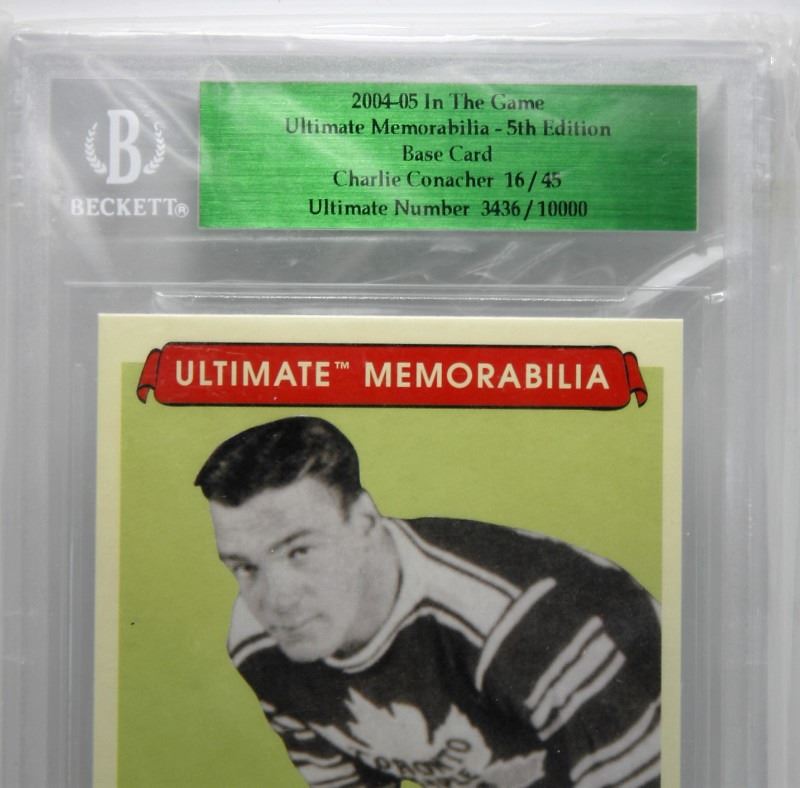 2004-05 In The Game
Ultimate Memorabilia - 5th Edition
Base Card
Charlie Conacher 16 / 45
Ultimate Number 3436 / 10000
B
BECKETT®
ULTIMATE™ MEMORABILIA
TORONTO